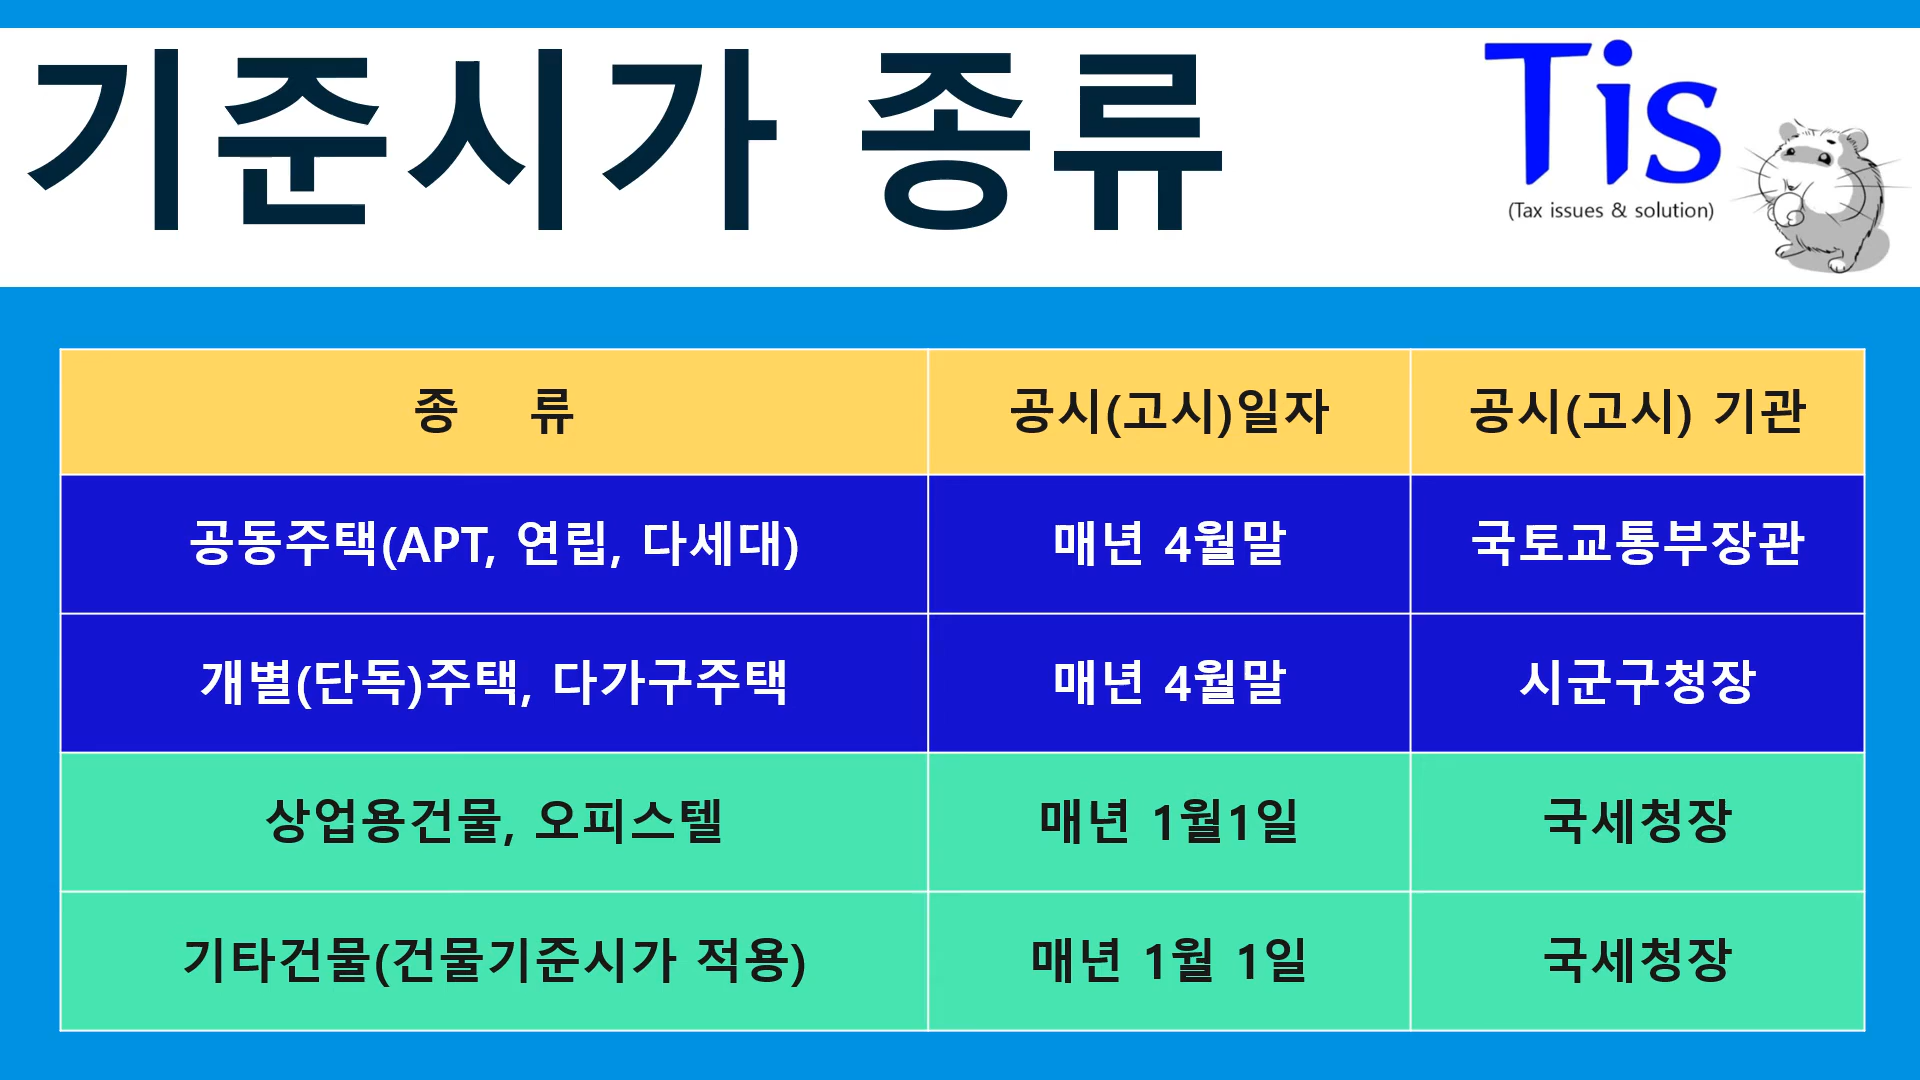 기준시가 종류
Tis
(Tax issues & solution)
종 류 공시(고시)일자 공시(고시) 기관
공동주택(APT, 연립, 다세대) 매년 4월말 국토교통부장관
개별(단독)주택, 다가구주택 매년 4월말 시군구청장
상업용건물, 오피스텔 매년 1월1일 국세청장
기타건물(건물기준시가 적용) 매년 1월 1일 국세청장